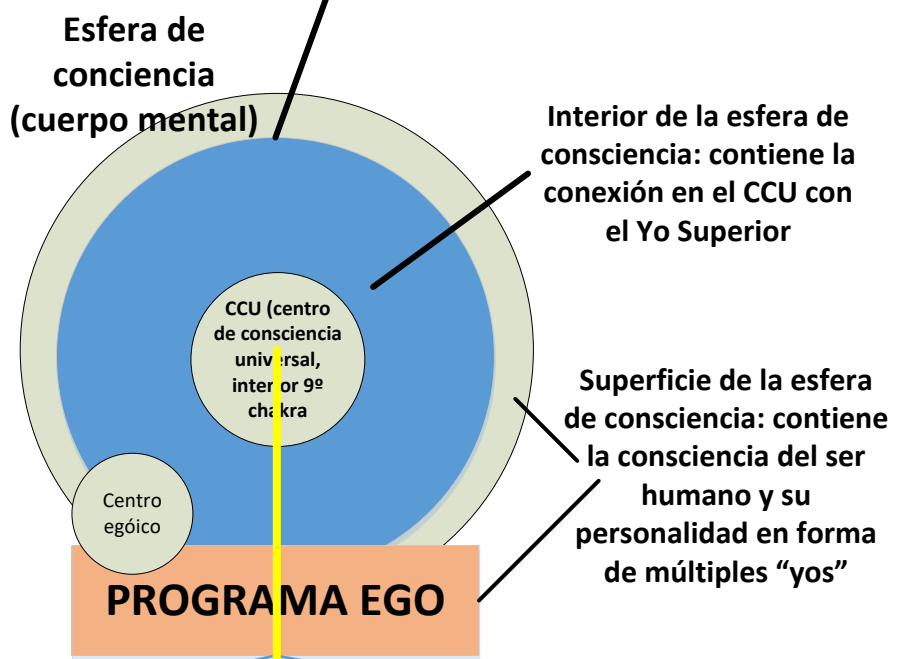 Esfera de
conciencia
(cuerpo mental)
Interior de la esfera de
consciencia: contiene la
conexión en el CCU con
el Yo Superior
CCU (centro
de consciencia
universal,
interior 9º
chakra
Superficie de la esfera
de consciencia: contiene
la consciencia del ser
humano y su
personalidad en forma
de múltiples “yos”
Centro
egóico
PROGRAMA EGO